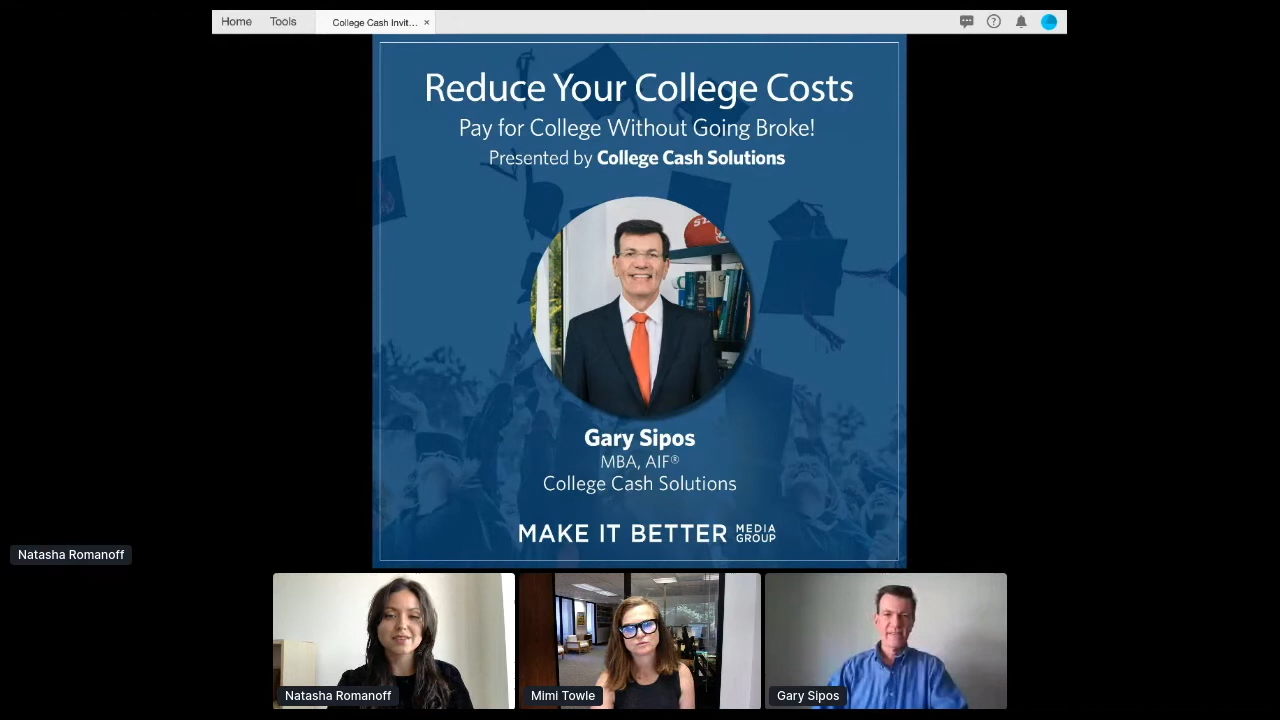 Home Tools College Cash Invit... ×
Reduce Your College Costs
Pay for College Without Going Broke!
Presented by College Cash Solutions
Gary Sipos
MBA, AIF®
College Cash Solutions
MAKE IT BETTER MEDIA
GROUP
Natasha Romanoff
Natasha Romanoff
Mimi Towle
Gary Sipos